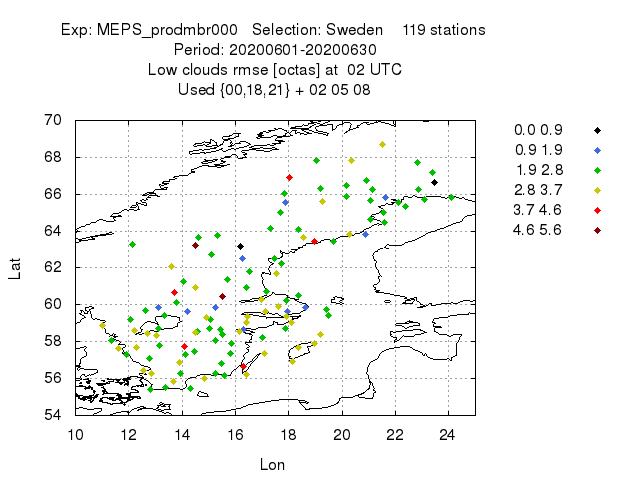 Exp: MEPS_prodmbr000 Selection: Sweden 119 stations
Period: 20200601-20200630
Low clouds rmse [octas] at 02 UTC
Used {00,18,21} + 02 05 08
70
68
66
64
62
60
58
56
54
Lat
10 12 14 16 18 20 22 24
Lon
0.0 0.9
0.9 1.9
1.9 2.8
2.8 3.7
3.7 4.6
4.6 5.6